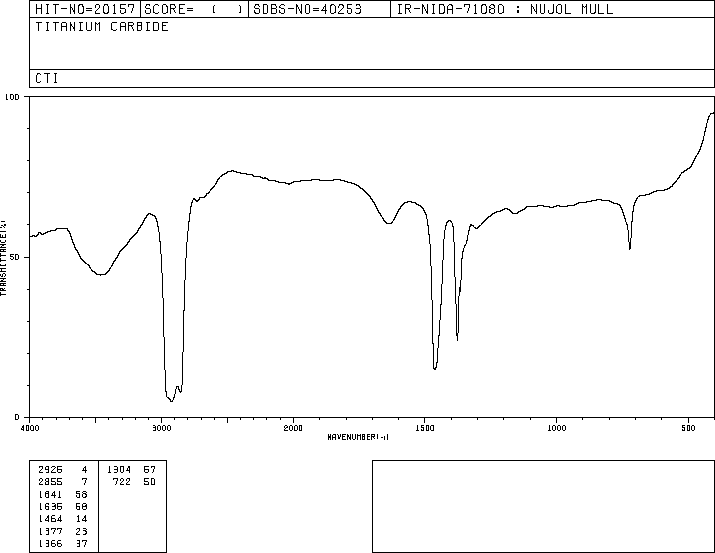 HIT-NO=20157 SCORE= ( ) SDBS-NO=40253 IR-NIDA-71080 : NUJOL MULL
TITANIUM CARBIDE
CTI
100
50
0
TRANSMITTANCE(%)
4000 3000 2000 1500 1000 500
WAVENUMBER(-1)
2926 4 1304 57
2855 7 722 50
1641 58
1635 58
1464 14
1377 23
1366 37